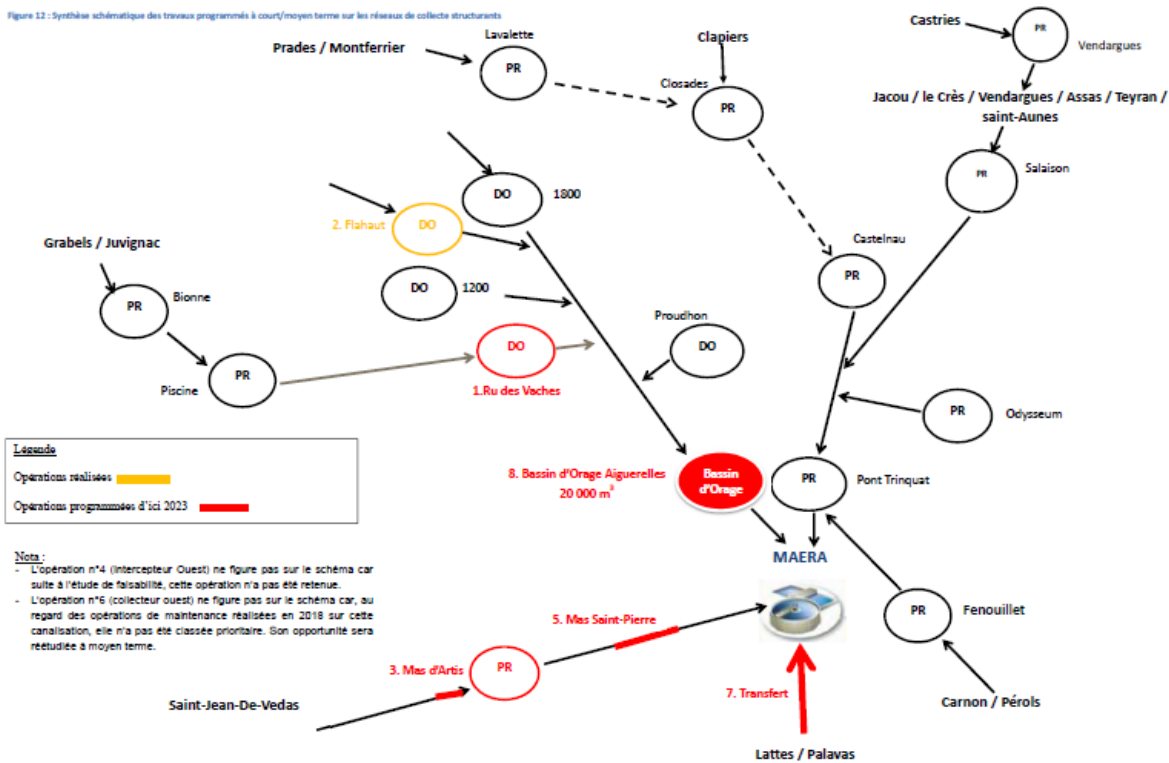 Figure 12 : Synthèse schématique des travaux programmés à court/moyen terme sur les réseaux de collecte structurants
Castries
PR
Vendargues
Lavalette
Prades / Montferrier
PR
Clapiers
Closades
PR
Jacou / le Crès / Vendargues / Assas / Teyran /
saint-Aunes
PR
Salaison
DO
1800
2. Flahaut
DO
Grabels / Juvignac
Castelnau
PR
DO
1200
PR
Bionne
Proudhon
DO
DO
Piscine
PR
1.Ru des Vaches
PR
Odysseum
Légende
Opérations réalisées
Opérations programmées d'ici 2023
8. Bassin d'Orage Aiguerelles
20 000 m³
Bassin
d'Orage
PR
Pont Trinquat
MAERA
Nota :
- L'opération n°4 (Intercepteur Ouest) ne figure pas sur le schéma car
suite à l'étude de faisabilité, cette opération n'a pas été retenue.
- L'opération n°6 (collecteur ouest) ne figure pas sur le schéma car, au
regard des opérations de maintenance réalisées en 2018 sur cette
canalisation, elle n'a pas été classée prioritaire. Son opportunité sera
réétudiée à moyen terme.
5. Mas Saint-Pierre
PR
Fenouillet
3. Mas d'Artis
PR
7. Transfert
Saint-Jean-De-Vedas
Carnon / Pérols
Lattes / Palavas